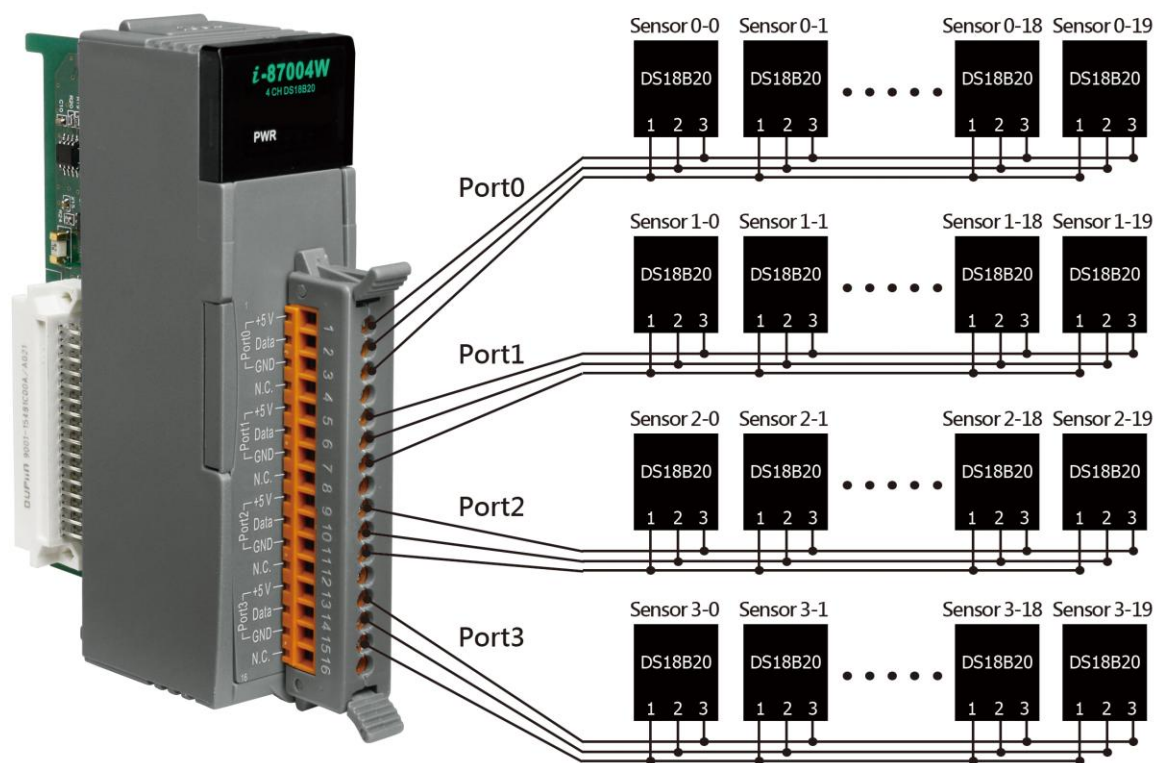 i-87004W
4 CH DS18B20
PWR
+5V
Data
GND
N.C.
Port0
+5V
Data
GND
N.C.
Port1
+5V
Data
GND
N.C.
Port2
+5V
Data
GND
N.C.
Port3
1
16
1
2
3
4
5
6
7
8
9
10
11
12
13
14
15
16
Port0
Sensor 0-0 Sensor 0-1 Sensor 0-18 Sensor 0-19
DS18B20 DS18B20 DS18B20 DS18B20
1 2 3 1 2 3 1 2 3 1 2 3
Port1
Sensor 1-0 Sensor 1-1 Sensor 1-18 Sensor 1-19
DS18B20 DS18B20 DS18B20 DS18B20
1 2 3 1 2 3 1 2 3 1 2 3
Port2
Sensor 2-0 Sensor 2-1 Sensor 2-18 Sensor 2-19
DS18B20 DS18B20 DS18B20 DS18B20
1 2 3 1 2 3 1 2 3 1 2 3
Port3
Sensor 3-0 Sensor 3-1 Sensor 3-18 Sensor 3-19
DS18B20 DS18B20 DS18B20 DS18B20
1 2 3 1 2 3 1 2 3 1 2 3